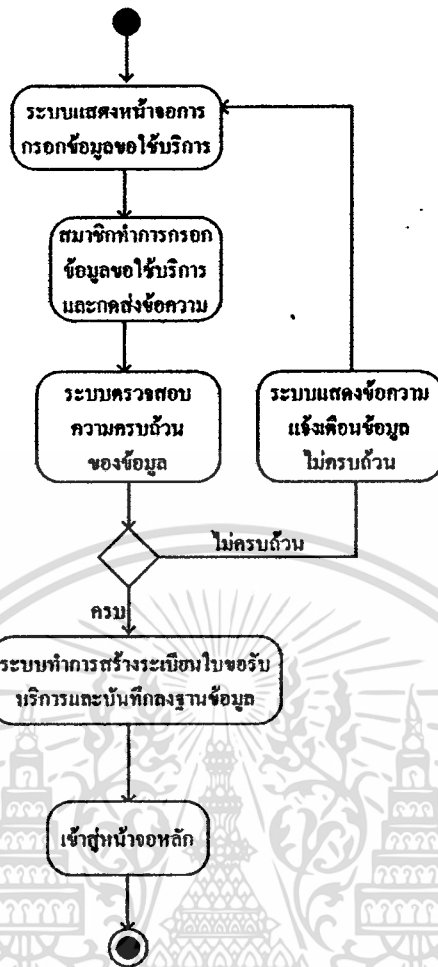 ระบบแสดงหน้าจอการ
กรอกข้อมูลขอใช้บริการ
สมาชิกทำการกรอก
ข้อมูลขอใช้บริการ
และกดส่งข้อความ
ระบบตรวจสอบ
ความครบถ้วน
ของข้อมูล
ระบบแสดงข้อความ
แจ้งเตือนข้อมูล
ไม่ครบถ้วน
ไม่ครบถ้วน
ครบ
ระบบทำการสร้างระเบียนใบขอรับ
บริการและบันทึกลงฐานข้อมูล
เข้าสู่หน้าจอหลัก